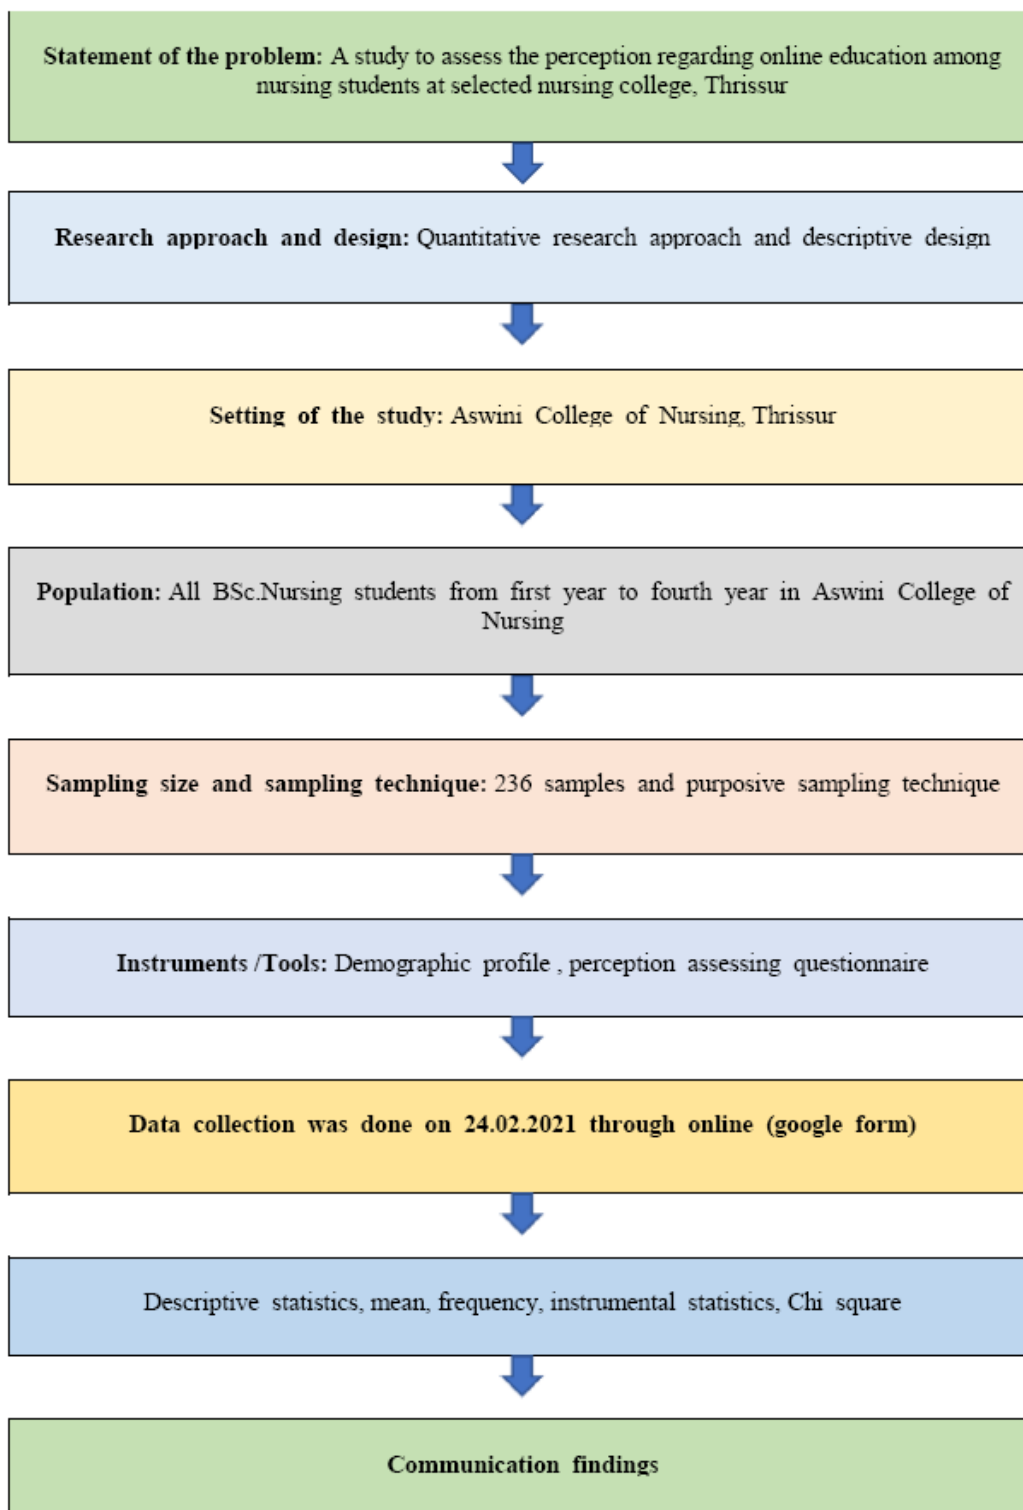 Statement of the problem: A study to assess the perception regarding online education among
nursing students at selected nursing college, Thrissur
Research approach and design: Quantitative research approach and descriptive design
Setting of the study: Aswini College of Nursing, Thrissur
Population: All BSc.Nursing students from first year to fourth year in Aswini College of
Nursing
Sampling size and sampling technique: 236 samples and purposive sampling technique
Instruments /Tools: Demographic profile , perception assessing questionnaire
Data collection was done on 24.02.2021 through online (google form)
Descriptive statistics, mean, frequency, instrumental statistics, Chi square
Communication findings